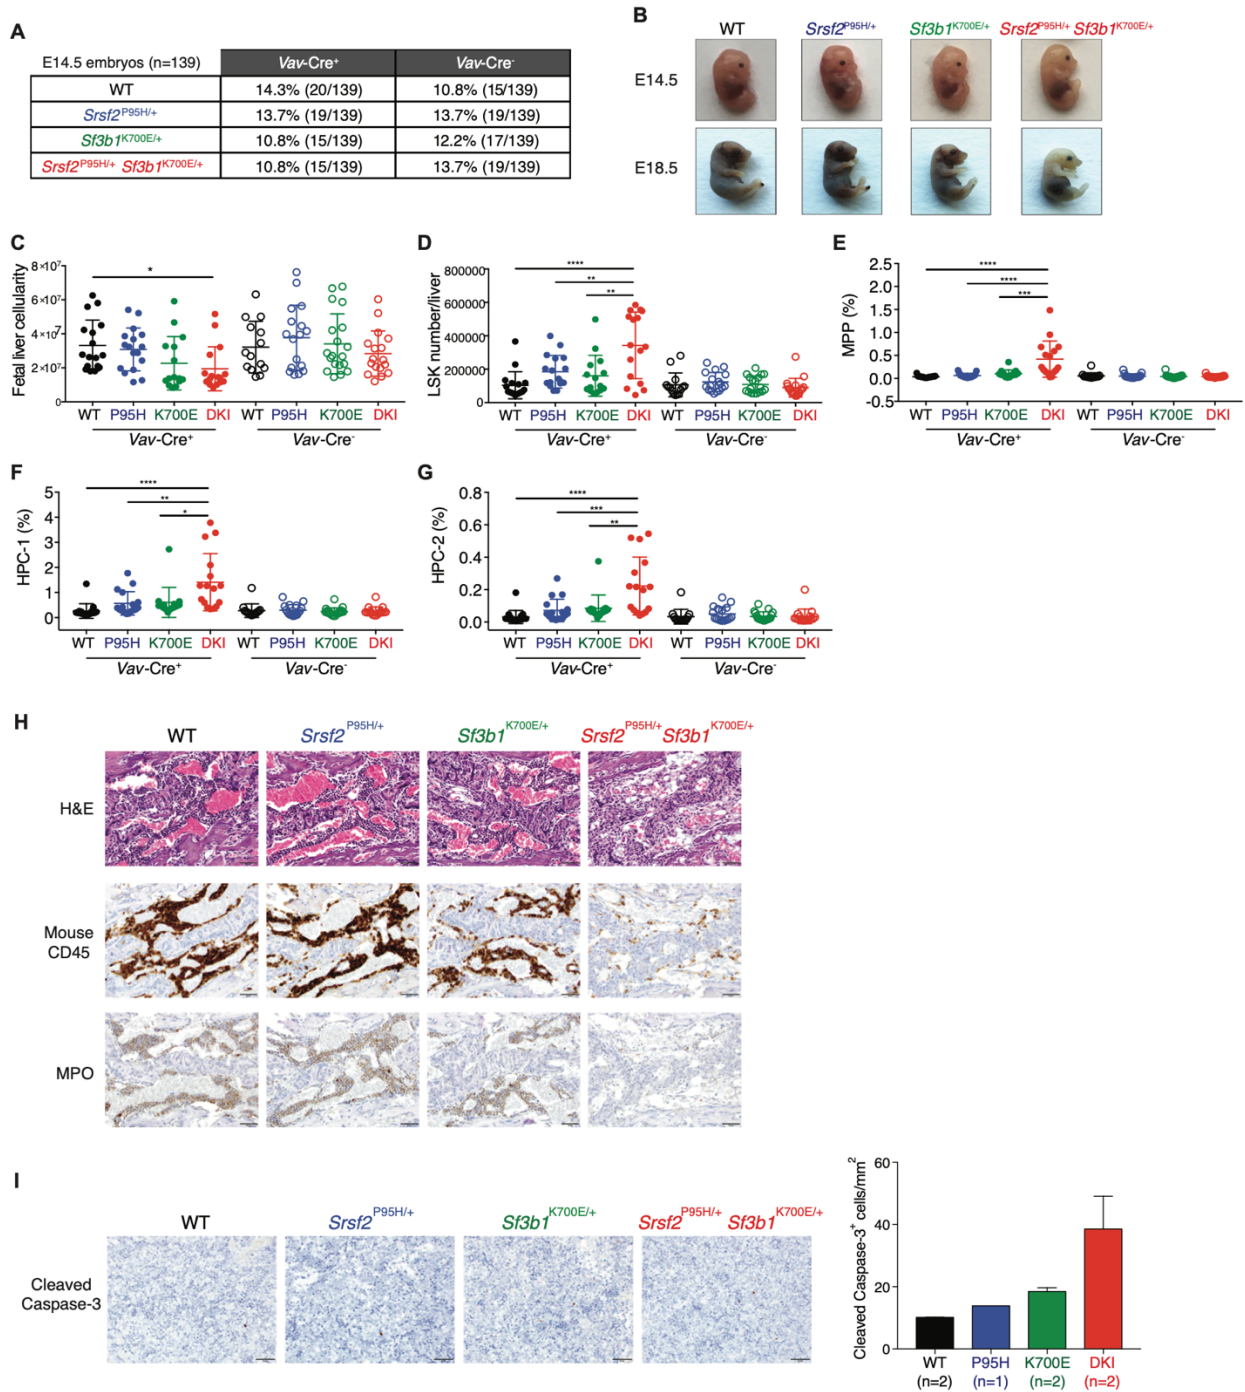 A
E14.5 embryos (n=139) Vav-Cre⁺ Vav-Cre⁻
WT 14.3% (20/139) 10.8% (15/139)
Srsf2ᴾ⁹⁵ᴴ/⁺ 13.7% (19/139) 13.7% (19/139)
Sf3b1ᴷ⁷⁰⁰ᴱ/⁺ 10.8% (15/139) 12.2% (17/139)
Srsf2ᴾ⁹⁵ᴴ/⁺ Sf3b1ᴷ⁷⁰⁰ᴱ/⁺ 10.8% (15/139) 13.7% (19/139)
B
WT Srsf2ᴾ⁹⁵ᴴ/⁺ Sf3b1ᴷ⁷⁰⁰ᴱ/⁺ Srsf2ᴾ⁹⁵ᴴ/⁺ Sf3b1ᴷ⁷⁰⁰ᴱ/⁺
E14.5
E18.5
C
Fetal liver cellularity
8×10⁷
6×10⁷
4×10⁷
2×10⁷
0
*
WT P95H K700E DKI WT P95H K700E DKI
Vav-Cre⁺ Vav-Cre⁻
D
LSK number/liver
800000
600000
400000
200000
0
****
**
**
WT P95H K700E DKI WT P95H K700E DKI
Vav-Cre⁺ Vav-Cre⁻
E
MPP (%)
2.5
2.0
1.5
1.0
0.5
0.0
-0.5
****
****
***
WT P95H K700E DKI WT P95H K700E DKI
Vav-Cre⁺ Vav-Cre⁻
F
HPC-1 (%)
5
4
3
2
1
0
****
**
*
WT P95H K700E DKI WT P95H K700E DKI
Vav-Cre⁺ Vav-Cre⁻
G
HPC-2 (%)
0.8
0.6
0.4
0.2
0.0
****
***
**
WT P95H K700E DKI WT P95H K700E DKI
Vav-Cre⁺ Vav-Cre⁻
H
WT Srsf2ᴾ⁹⁵ᴴ/⁺ Sf3b1ᴷ⁷⁰⁰ᴱ/⁺ Srsf2ᴾ⁹⁵ᴴ/⁺ Sf3b1ᴷ⁷⁰⁰ᴱ/⁺
H&E
Mouse
CD45
MPO
I
WT Srsf2ᴾ⁹⁵ᴴ/⁺ Sf3b1ᴷ⁷⁰⁰ᴱ/⁺ Srsf2ᴾ⁹⁵ᴴ/⁺ Sf3b1ᴷ⁷⁰⁰ᴱ/⁺
Cleaved
Caspase-3
Cleaved Caspase-3⁺ cells/mm²
60
40
20
0
WT P95H K700E DKI
(n=2) (n=1) (n=2) (n=2)